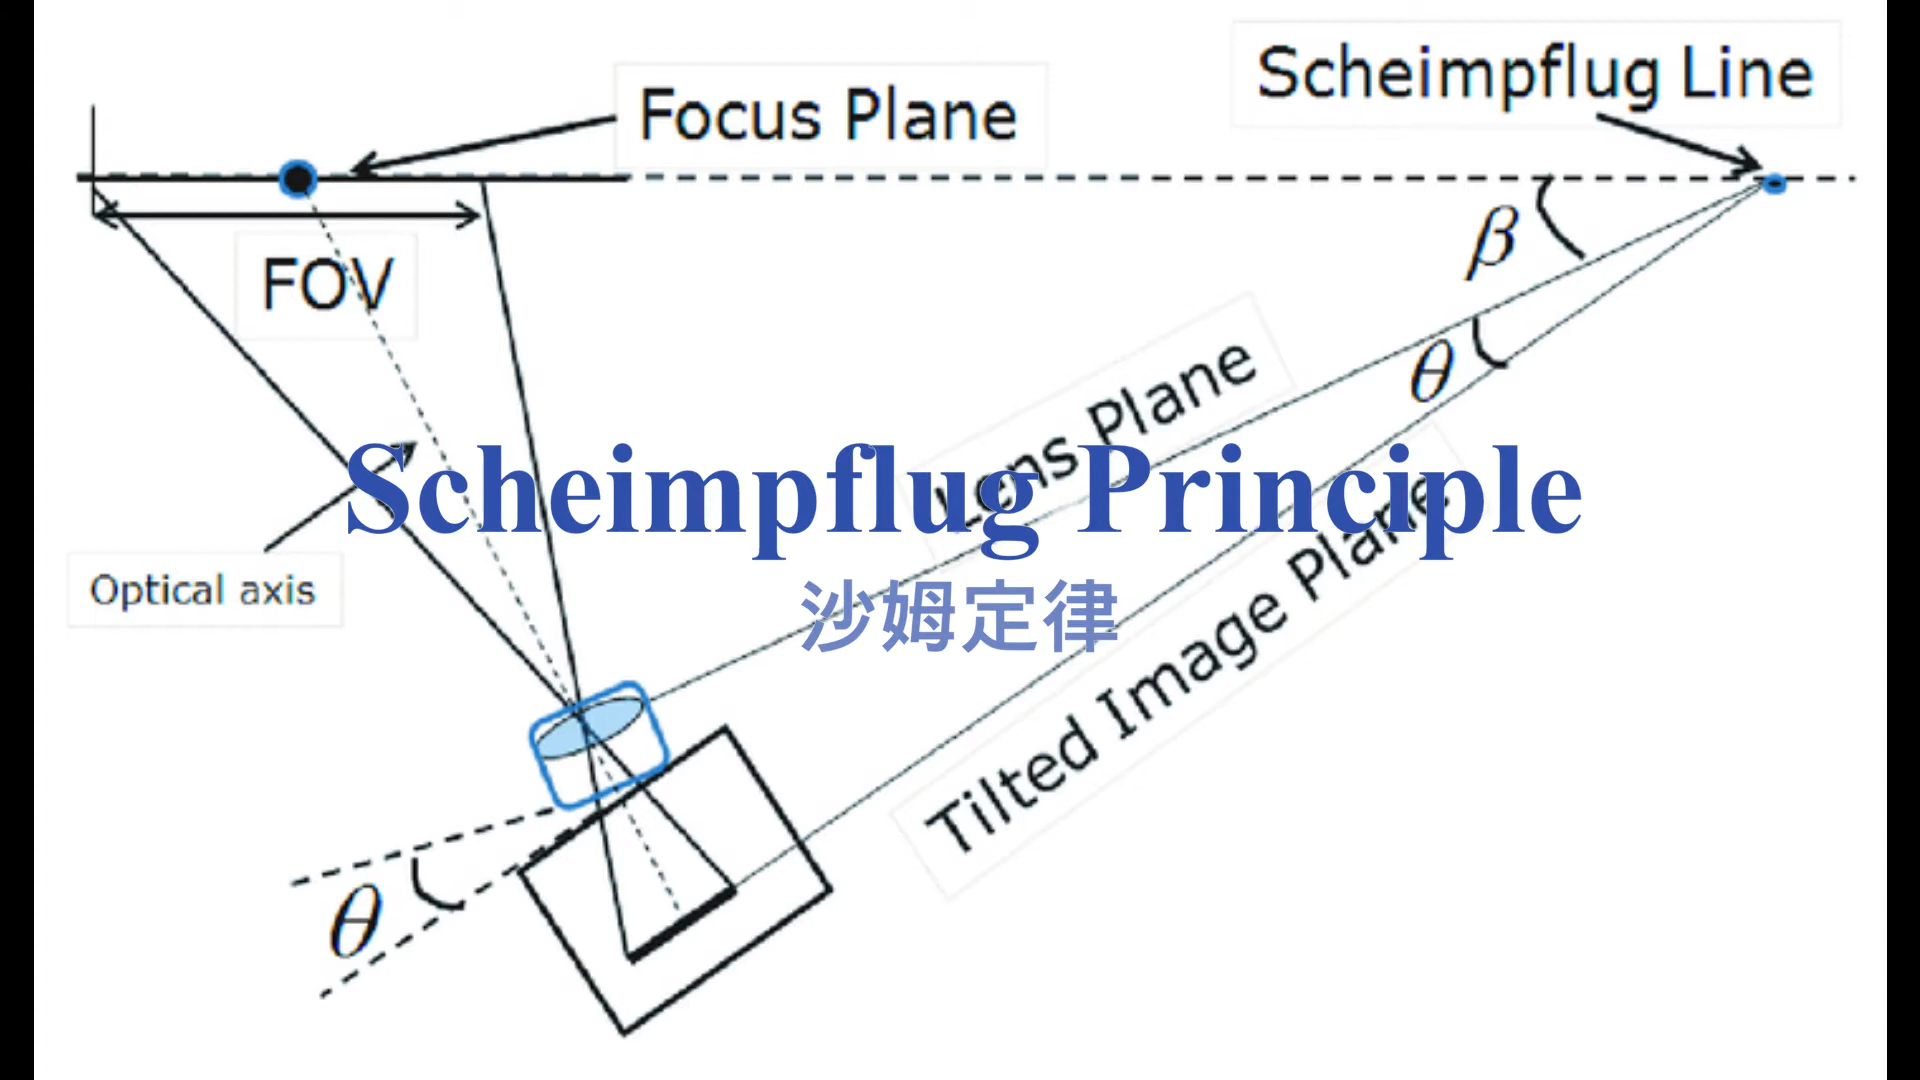 Scheimpflug Line
Focus Plane
β
FOV
θ
Lens Plane
Scheimpflug Principle
Optical axis
沙姆定律
Tilted Image Plane
θ